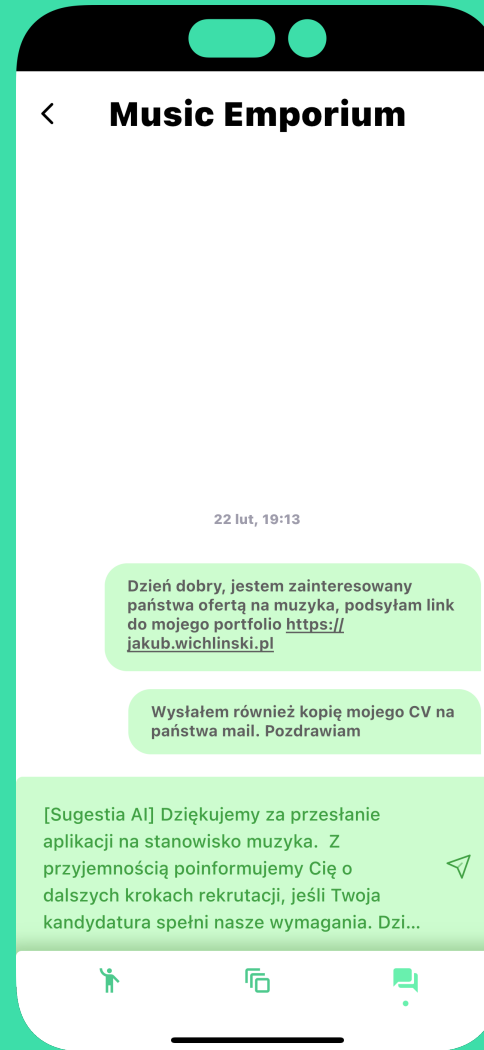 Music Emporium
22 lut, 19:13
Dzień dobry, jestem zainteresowany
państwa ofertą na muzyka, podsyłam link
do mojego portfolio https://
jakub.wichlinski.pl
Wysłałem również kopię mojego CV na
państwa mail. Pozdrawiam
[Sugestia AI] Dziękujemy za przesłanie
aplikacji na stanowisko muzyka.  Z
przyjemnością poinformujemy Cię o
dalszych krokach rekrutacji, jeśli Twoja
kandydatura spełni nasze wymagania. Dzi...